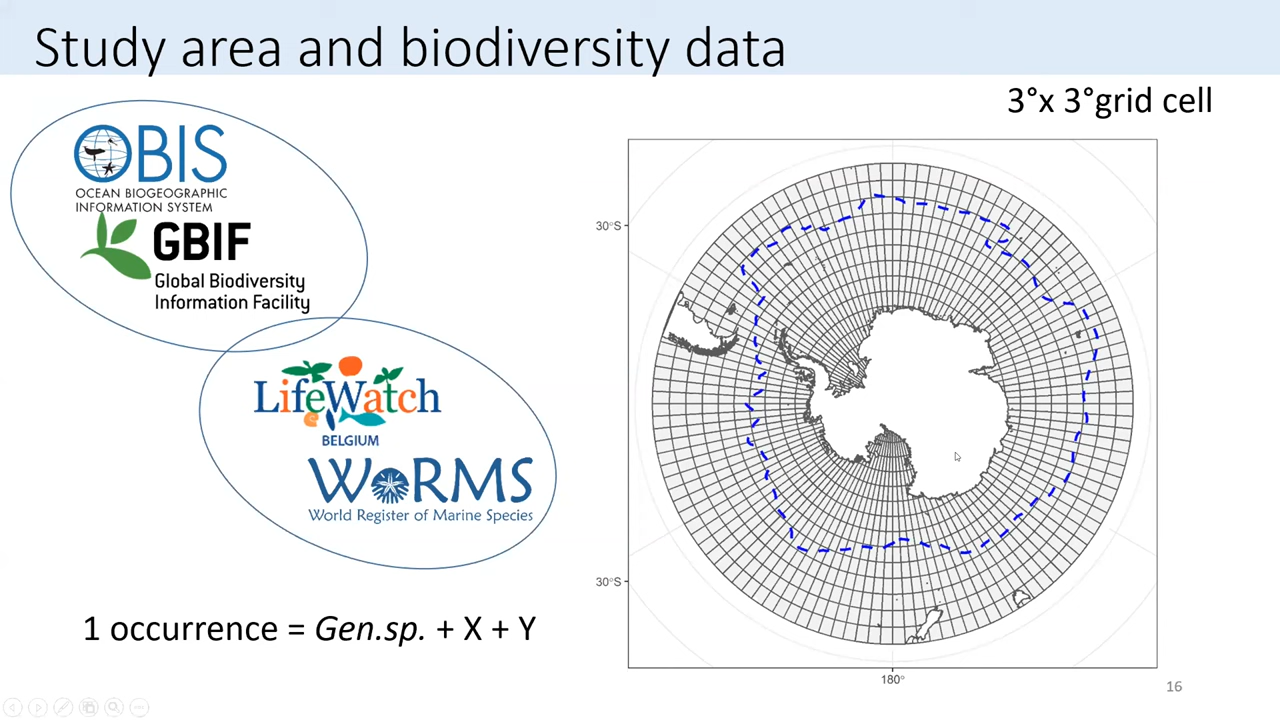 Study area and biodiversity data
3°x 3°grid cell
OBIS
OCEAN BIOGEOGRAPHIC
INFORMATION SYSTEM
GBIF
Global Biodiversity
Information Facility
LifeWatch
BELGIUM
WoRMS
World Register of Marine Species
1 occurrence = Gen.sp. + X + Y
30°S
30°S
180°
16